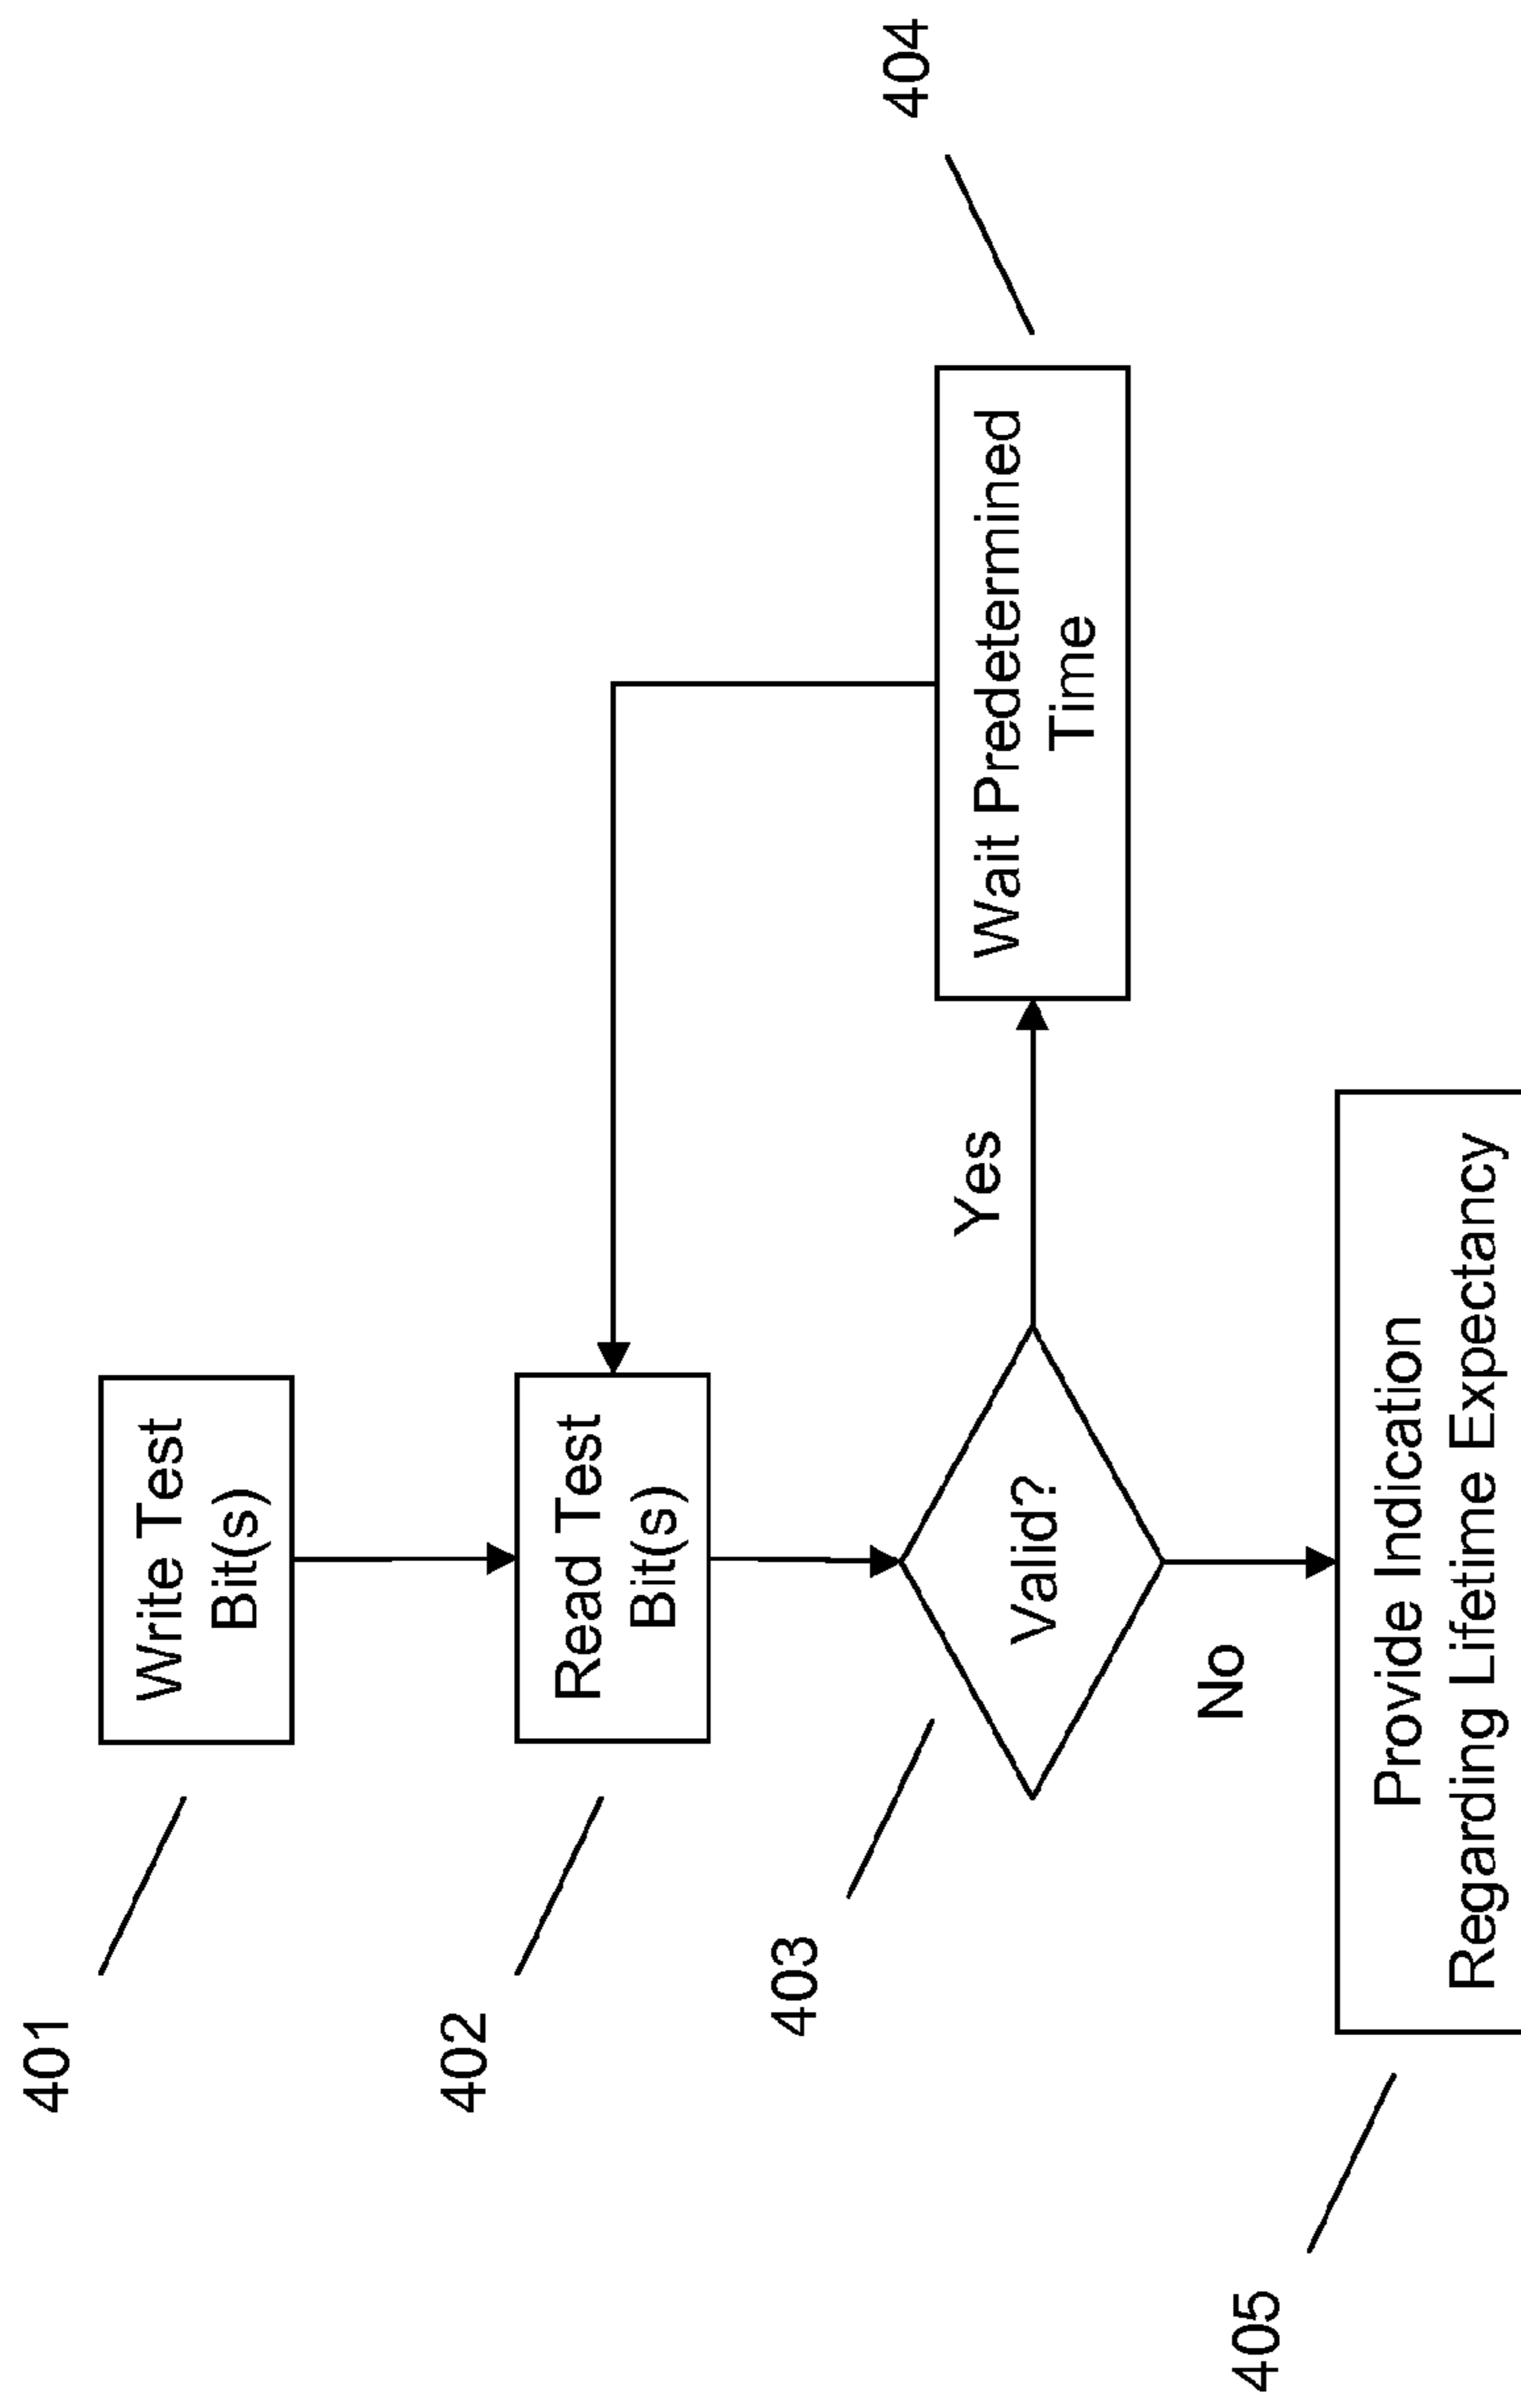 401
Write Test
Bit(s)
402
Read Test
Bit(s)
403
Valid?
Yes
404
Wait Predetermined
Time
No
405
Provide Indication
Regarding Lifetime Expectancy